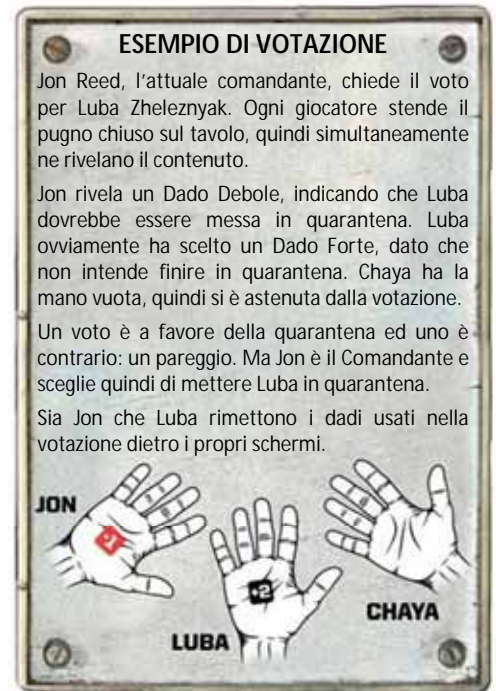 ESEMPIO DI VOTAZIONE
Jon Reed, l'attuale comandante, chiede il voto
per Luba Zheleznyak. Ogni giocatore stende il
pugno chiuso sul tavolo, quindi simultaneamente
ne rivelano il contenuto.
Jon rivela un Dado Debole, indicando che Luba
dovrebbe essere messa in quarantena. Luba
ovviamente ha scelto un Dado Forte, dato che
non intende finire in quarantena. Chaya ha la
mano vuota, quindi si è astenuta dalla votazione.
Un voto è a favore della quarantena ed uno è
contrario: un pareggio. Ma Jon è il Comandante e
sceglie quindi di mettere Luba in quarantena.
Sia Jon che Luba rimettono i dadi usati nella
votazione dietro i propri schermi.
JON
+2
LUBA
CHAYA